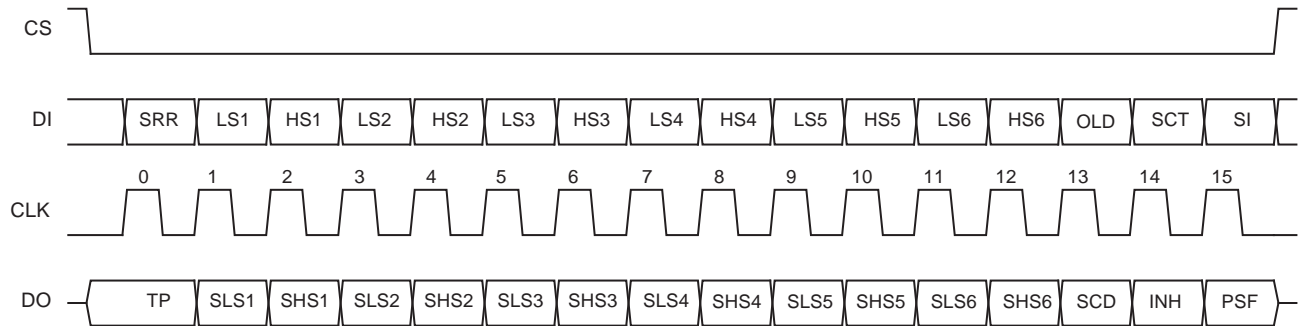 CS
DI SRR LS1 HS1 LS2 HS2 LS3 HS3 LS4 HS4 LS5 HS5 LS6 HS6 OLD SCT SI
0 1 2 3 4 5 6 7 8 9 10 11 12 13 14 15
CLK
DO TP SLS1 SHS1 SLS2 SHS2 SLS3 SHS3 SLS4 SHS4 SLS5 SHS5 SLS6 SHS6 SCD INH PSF